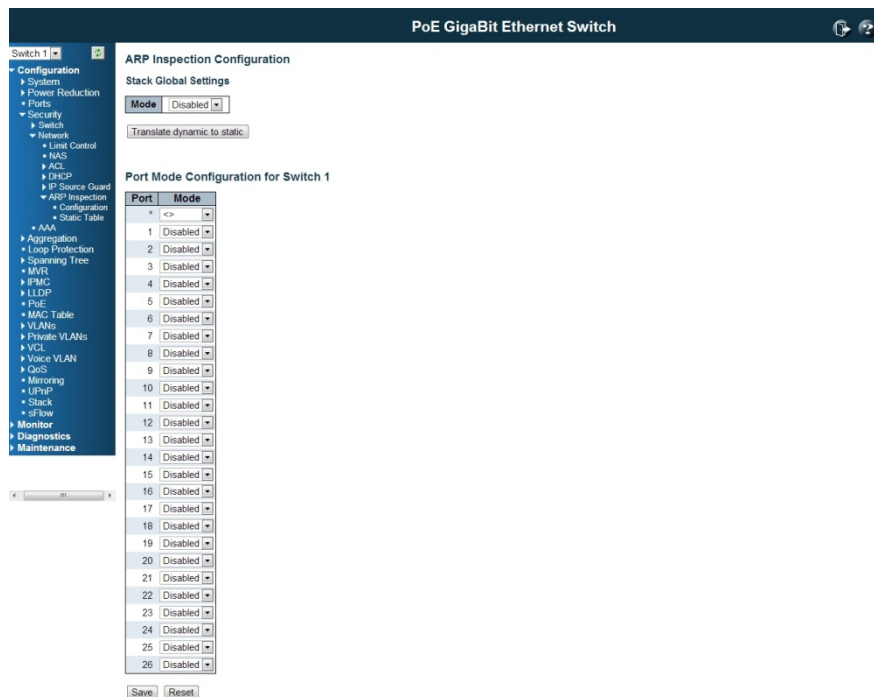 PoE GigaBit Ethernet Switch
Switch 1
Configuration
System
Power Reduction
Ports
Security
Switch
Network
Limit Control
NAS
ACL
DHCP
IP Source Guard
ARP Inspection
Configuration
Static Table
AAA
Aggregation
Loop Protection
Spanning Tree
MVR
IPMC
LLDP
PoE
MAC Table
VLANs
Private VLANs
VCL
Voice VLAN
QoS
Mirroring
UPnP
Stack
sFlow
Monitor
Diagnostics
Maintenance
ARP Inspection Configuration
Stack Global Settings
Mode Disabled
Translate dynamic to static
Port Mode Configuration for Switch 1
Port Mode
* <>
1 Disabled
2 Disabled
3 Disabled
4 Disabled
5 Disabled
6 Disabled
7 Disabled
8 Disabled
9 Disabled
10 Disabled
11 Disabled
12 Disabled
13 Disabled
14 Disabled
15 Disabled
16 Disabled
17 Disabled
18 Disabled
19 Disabled
20 Disabled
21 Disabled
22 Disabled
23 Disabled
24 Disabled
25 Disabled
26 Disabled
Save Reset